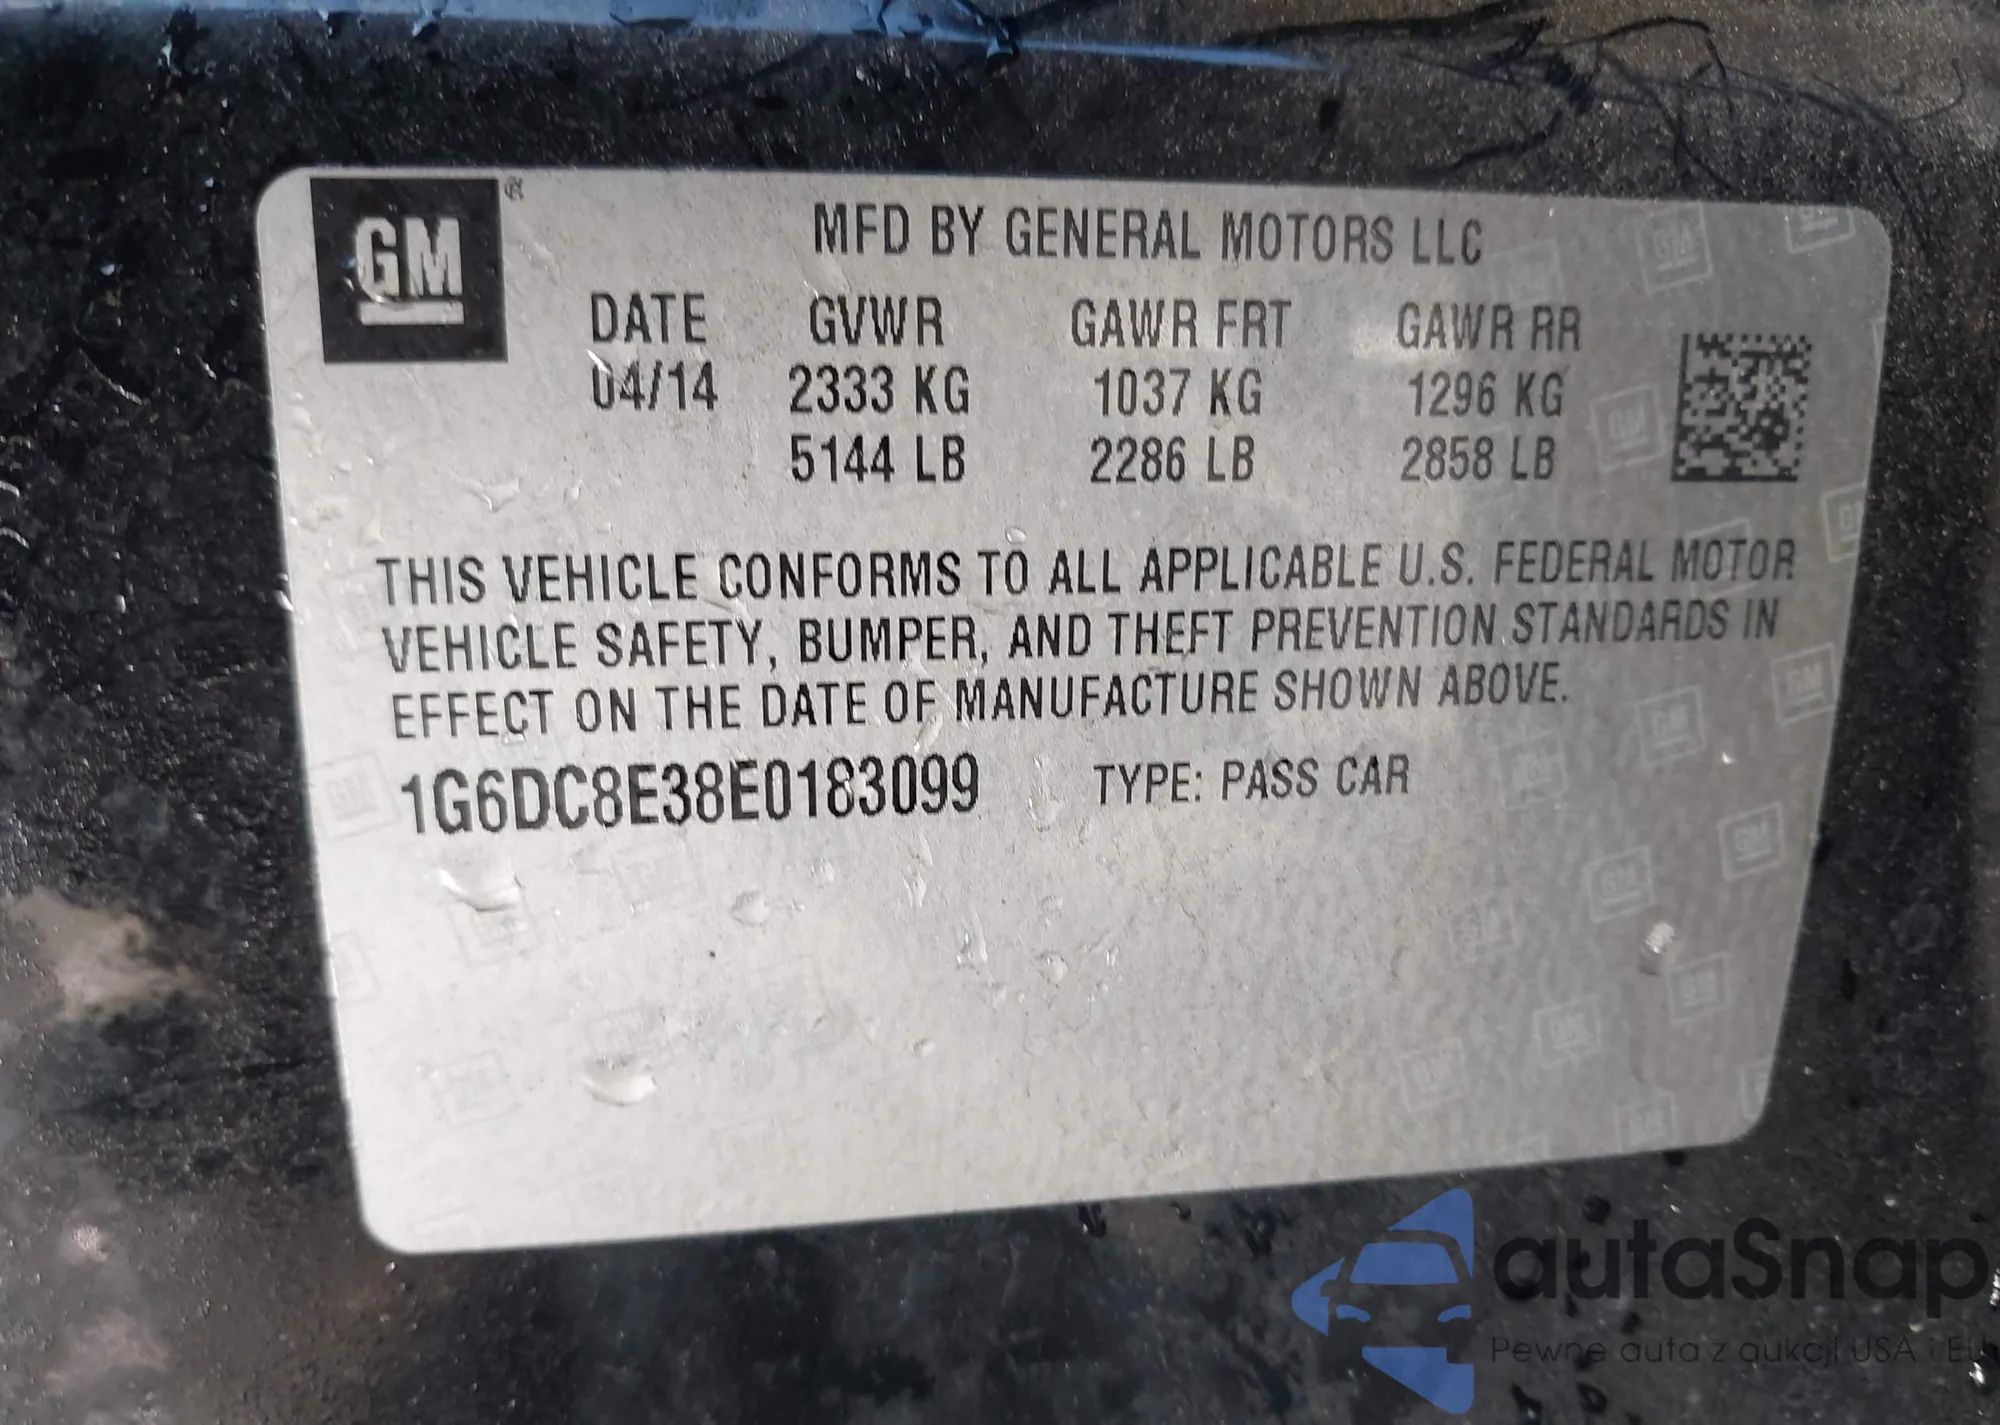 GM
MFD BY GENERAL MOTORS LLC
DATE GVWR GAWR FRT GAWR RR
04/14 2333 KG 1037 KG 1296 KG
5144 LB 2286 LB 2858 LB
THIS VEHICLE CONFORMS TO ALL APPLICABLE U.S. FEDERAL MOTOR
VEHICLE SAFETY, BUMPER, AND THEFT PREVENTION STANDARDS IN
EFFECT ON THE DATE OF MANUFACTURE SHOWN ABOVE.
1G6DC8E38E0183099 TYPE: PASS CAR
autaSnap
Pewne auta z aukcji USA i